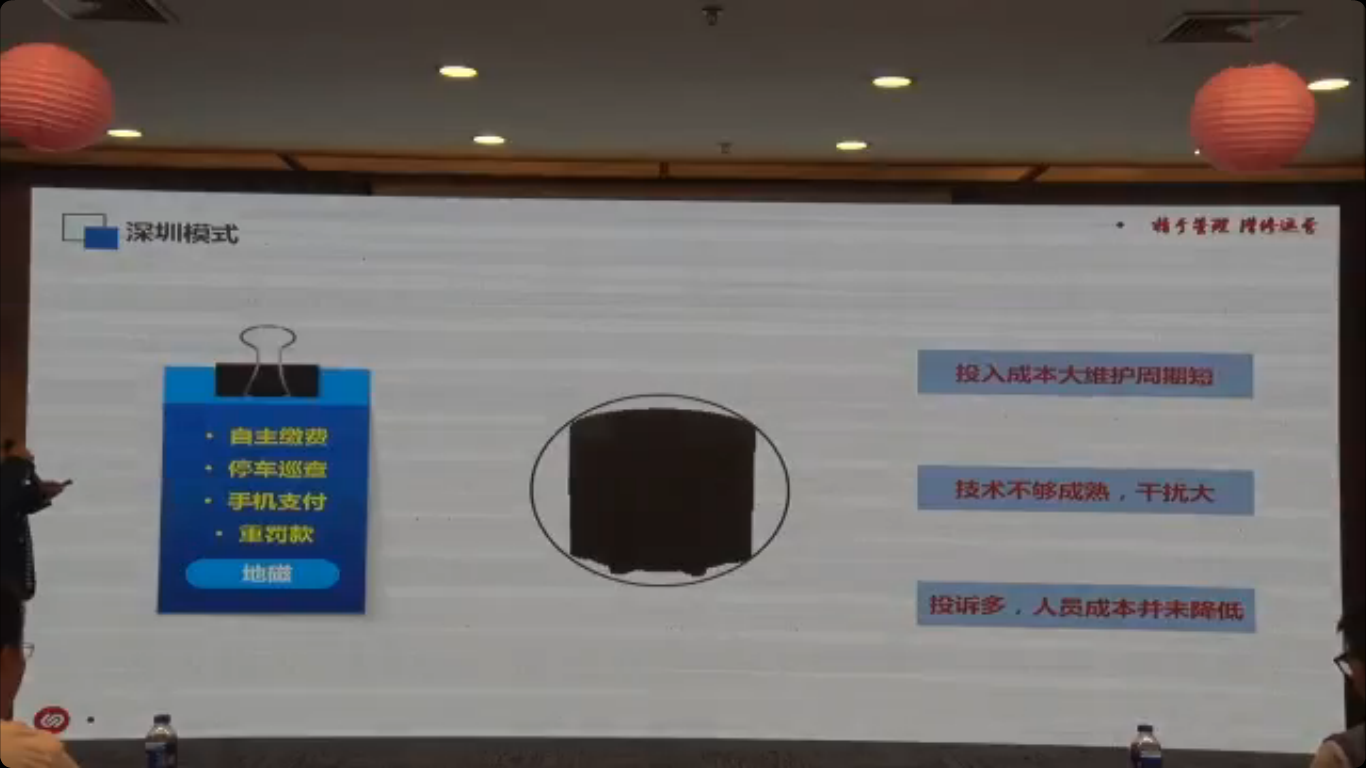 深圳模式
精于管理 臻修运营
自主缴费
停车巡查
手机支付
重罚款
地磁
投入成本大维护周期短
技术不够成熟，干扰大
投诉多，人员成本并未降低